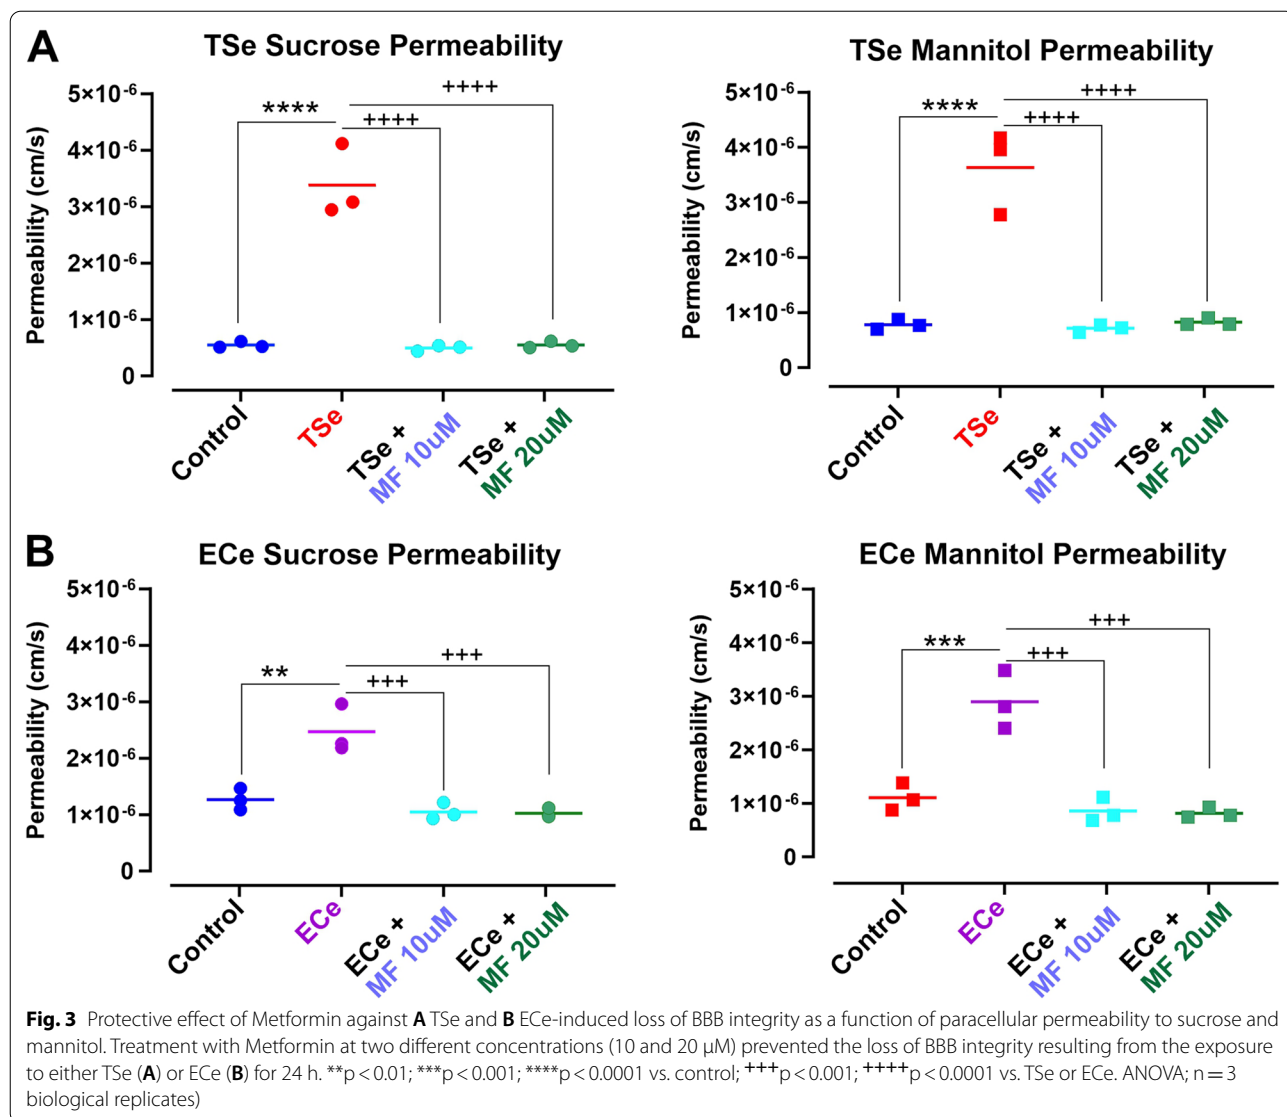 A
TSe Sucrose Permeability
Permeability (cm/s)
5×10-6
4×10-6
3×10-6
2×10-6
1×10-6
0
****
++++
++++
Control
TSe
TSe +
MF 10uM
TSe +
MF 20uM
TSe Mannitol Permeability
Permeability (cm/s)
5×10-6
4×10-6
3×10-6
2×10-6
1×10-6
0
****
++++
++++
Control
TSe
TSe +
MF 10uM
TSe +
MF 20uM
B
ECe Sucrose Permeability
Permeability (cm/s)
5×10-6
4×10-6
3×10-6
2×10-6
1×10-6
0
**
+++
+++
Control
ECe
ECe +
MF 10uM
ECe +
MF 20uM
ECe Mannitol Permeability
Permeability (cm/s)
5×10-6
4×10-6
3×10-6
2×10-6
1×10-6
0
***
+++
+++
Control
ECe
ECe +
MF 10uM
ECe +
MF 20uM
Fig. 3 Protective effect of Metformin against A TSe and B ECe-induced loss of BBB integrity as a function of paracellular permeability to sucrose and
mannitol. Treatment with Metformin at two different concentrations (10 and 20 µM) prevented the loss of BBB integrity resulting from the exposure
to either TSe (A) or ECe (B) for 24 h. **p < 0.01; ***p < 0.001; ****p < 0.0001 vs. control; +++p < 0.001; ++++p < 0.0001 vs. TSe or ECe. ANOVA; n = 3
biological replicates)